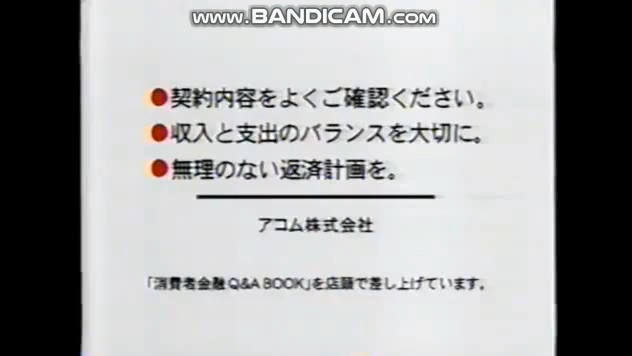 www.BANDICAM.com
●契約内容をよくご確認ください。
●収入と支出のバランスを大切に。
●無理のない返済計画を。
アコム株式会社
「消費者金融Q&A BOOK」を店頭で差し上げています。